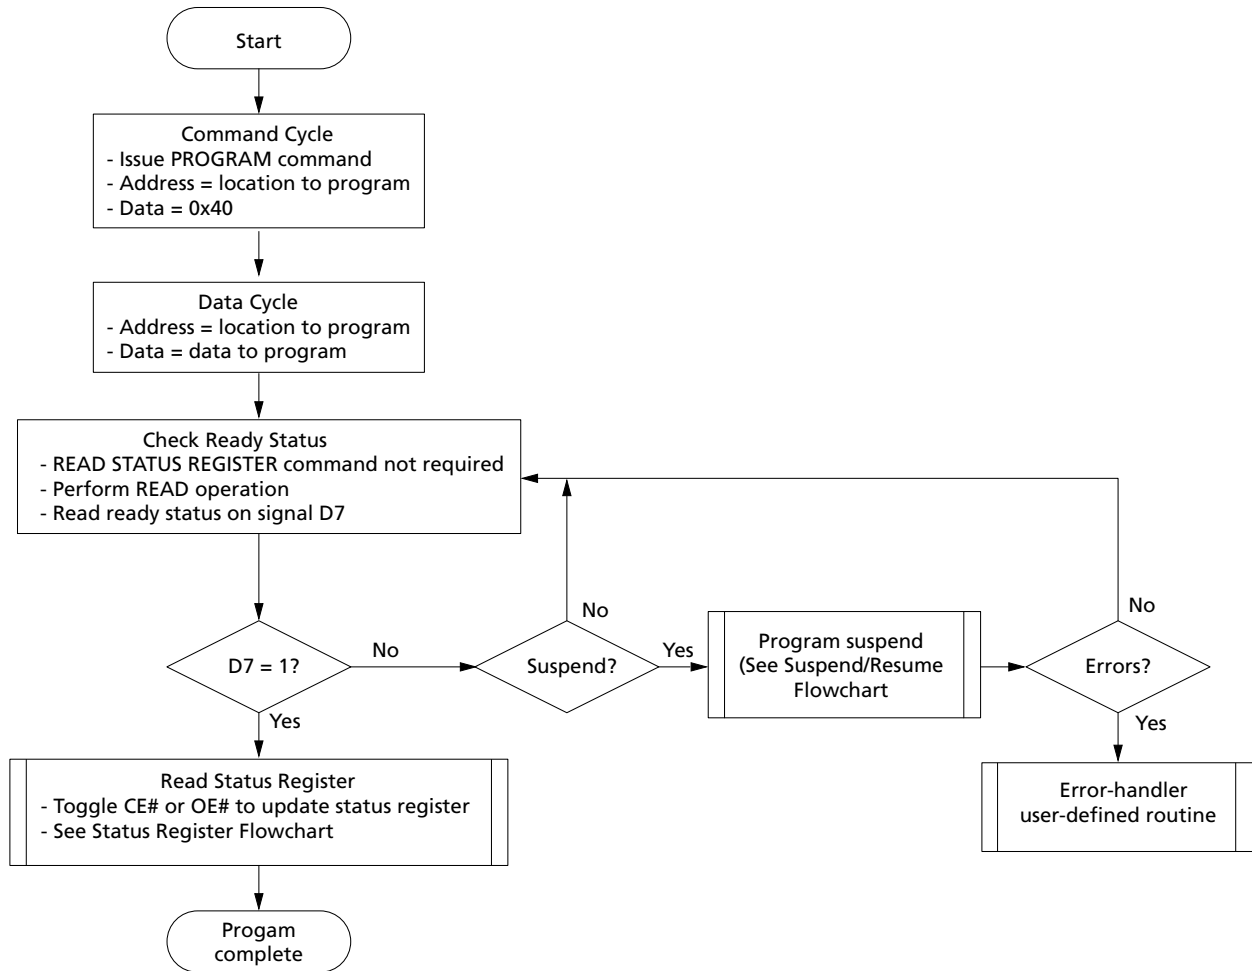 Start
Command Cycle
- Issue PROGRAM command
- Address = location to program
- Data = 0x40
Data Cycle
- Address = location to program
- Data = data to program
Check Ready Status
- READ STATUS REGISTER command not required
- Perform READ operation
- Read ready status on signal D7
D7 = 1?
No
Suspend?
No
Yes
Program suspend
(See Suspend/Resume
Flowchart
Errors?
No
Yes
Error-handler
user-defined routine
Yes
Read Status Register
- Toggle CE# or OE# to update status register
- See Status Register Flowchart
Progam
complete